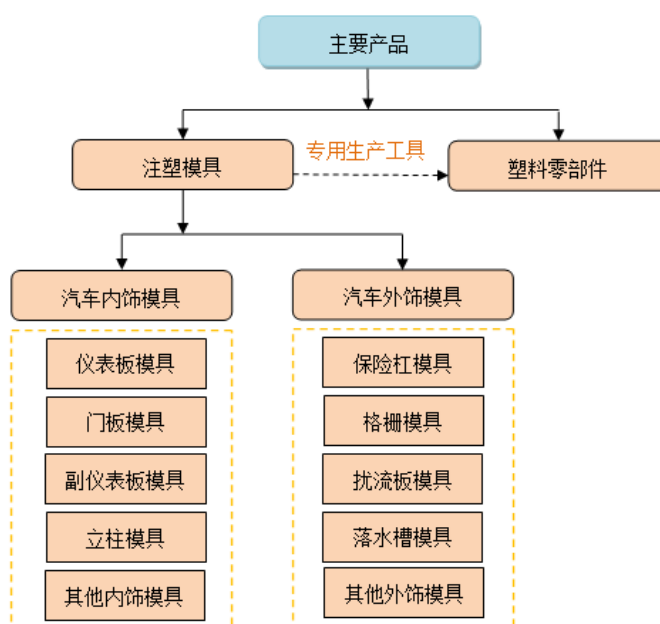 主要产品
注塑模具
专用生产工具
塑料零部件
汽车内饰模具
汽车外饰模具
仪表板模具
门板模具
副仪表板模具
立柱模具
其他内饰模具
保险杠模具
格栅模具
扰流板模具
落水槽模具
其他外饰模具